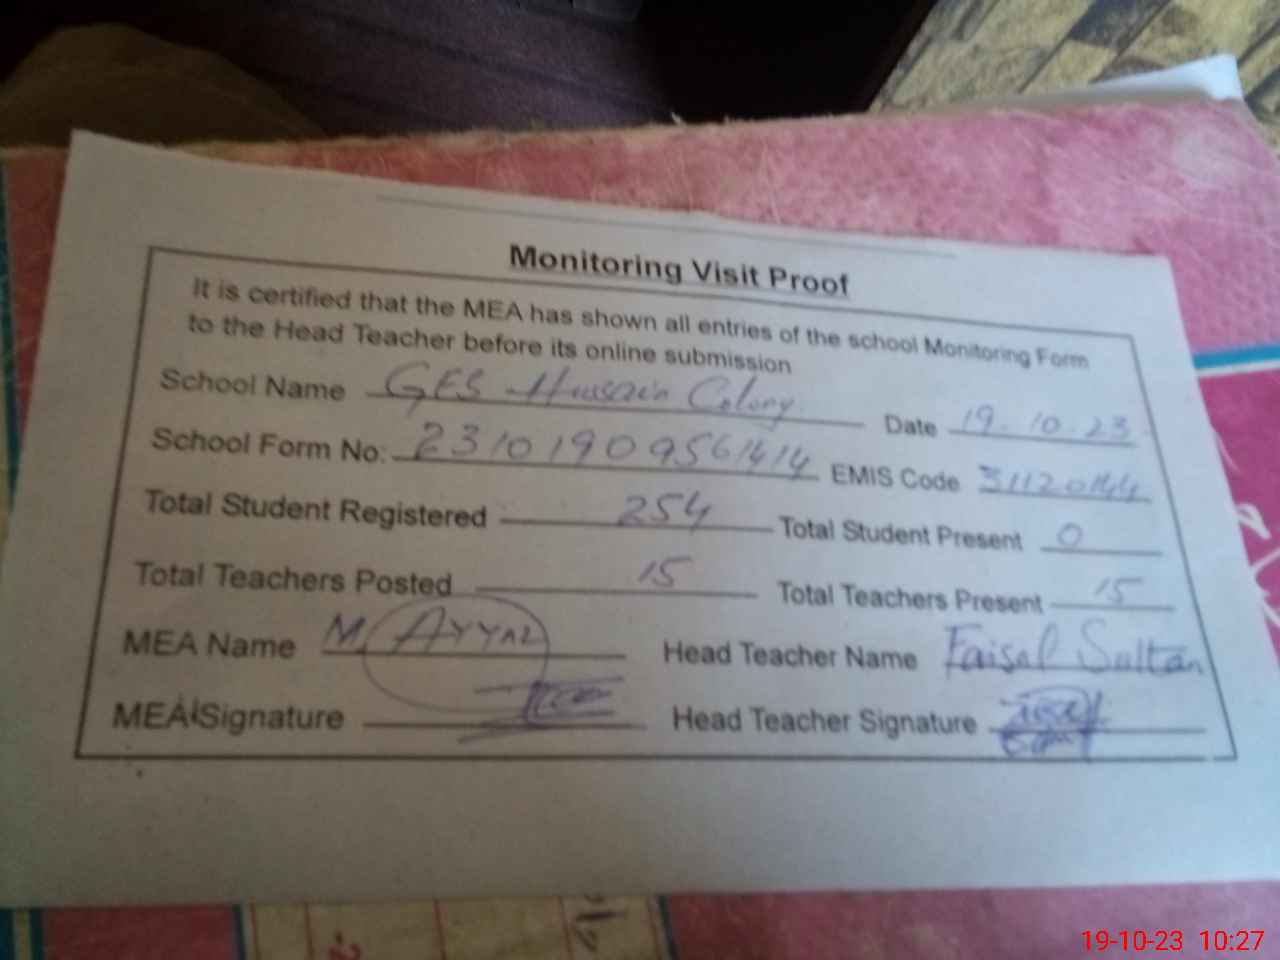 Monitoring Visit Proof
It is certified that the MEA has shown all entries of the school Monitoring Form
to the Head Teacher before its online submission
School Name GES Hussain Colony Date 19.10.23
School Form No: 23101909561414 EMIS Code 31120144
Total Student Registered 254 Total Student Present 0
Total Teachers Posted 15 Total Teachers Present 15
MEA Name M. AYYAZ Head Teacher Name Faisal Sultan
MEA Signature Head Teacher Signature
19-10-23 10:27